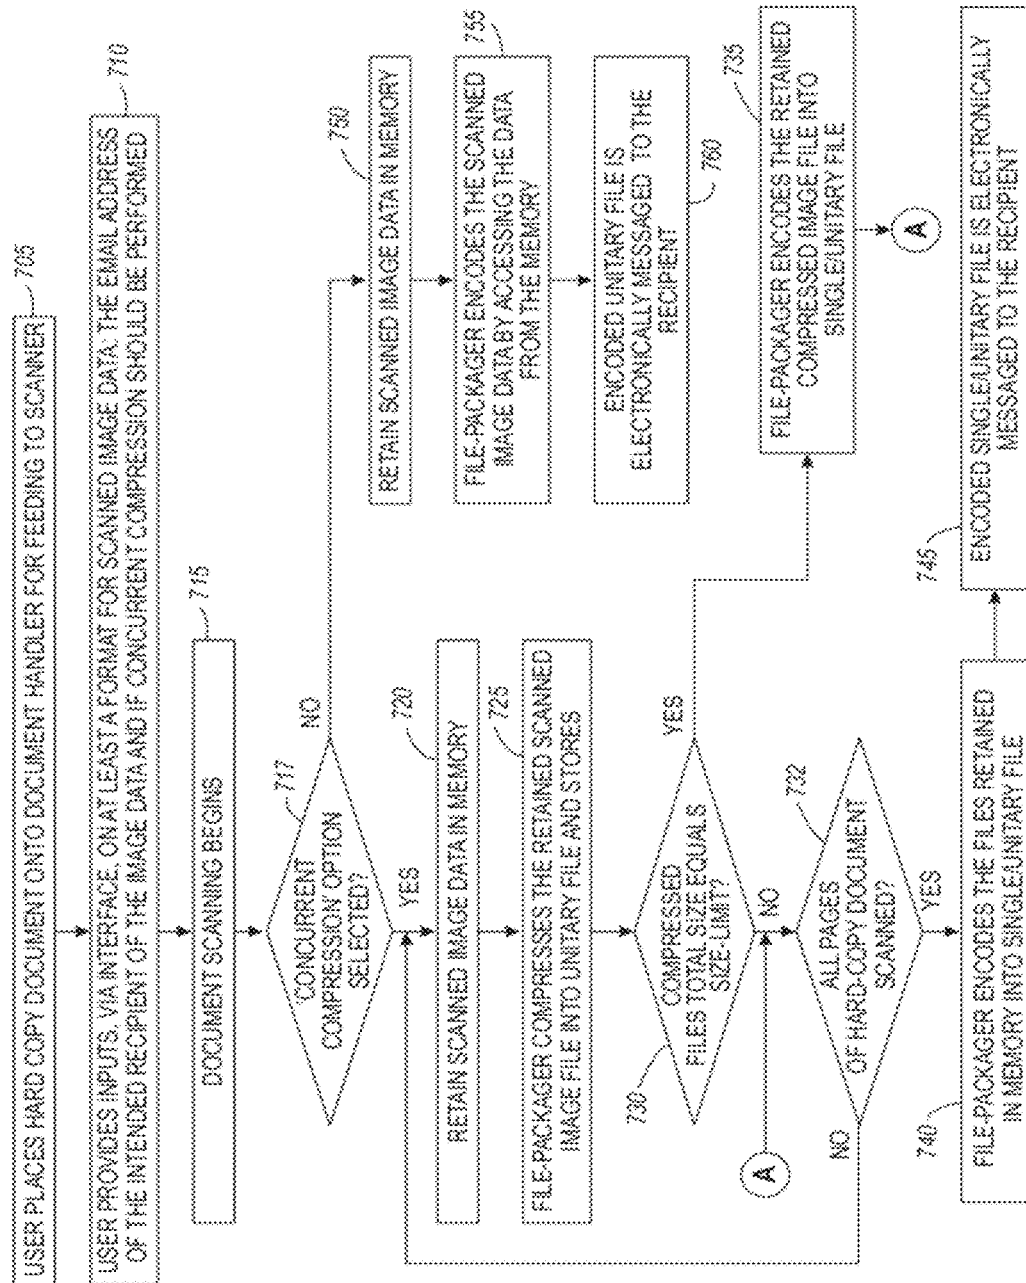 USER PLACES HARD COPY DOCUMENT ONTO DOCUMENT HANDLER FOR FEEDING TO SCANNER
705
USER PROVIDES INPUTS, VIA INTERFACE, ON AT LEAST A FORMAT FOR SCANNED IMAGE DATA, THE EMAIL ADDRESS
OF THE INTENDED RECIPIENT OF THE IMAGE DATA AND IF CONCURRENT COMPRESSION SHOULD BE PERFORMED
710
DOCUMENT SCANNING BEGINS
715
'CONCURRENT
COMPRESSION OPTION
SELECTED?
717
NO
YES
RETAIN SCANNED IMAGE DATA IN MEMORY
720
FILE-PACKAGER COMPRESSES THE RETAINED SCANNED
IMAGE FILE INTO UNITARY FILE AND STORES
725
COMPRESSED
FILES TOTAL SIZE EQUALS
SIZE-LIMIT?
730
YES
NO
A
ALL PAGES
OF HARD-COPY DOCUMENT
SCANNED?
732
NO
YES
FILE-PACKAGER ENCODES THE FILES RETAINED
IN MEMORY INTO SINGLE/UNITARY FILE
740
RETAIN SCANNED IMAGE DATA IN MEMORY
750
FILE-PACKAGER ENCODES THE SCANNED
IMAGE DATA BY ACCESSING THE DATA
FROM THE MEMORY
755
ENCODED UNITARY FILE IS
ELECTRONICALLY MESSAGED TO THE
RECIPIENT
760
FILE-PACKAGER ENCODES THE RETAINED
COMPRESSED IMAGE FILE INTO
SINGLE/UNITARY FILE
735
A
ENCODED SINGLE/UNITARY FILE IS ELECTRONICALLY
MESSAGED TO THE RECIPIENT
745